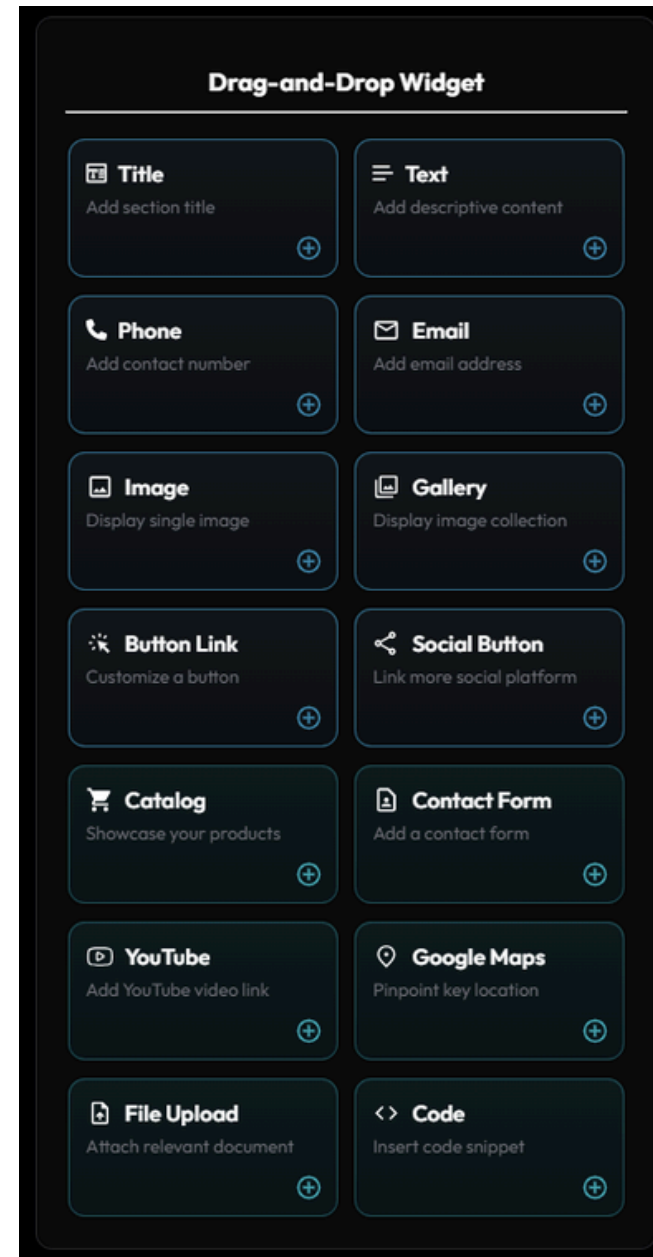 Drag-and-Drop Widget
Title
Add section title
Text
Add descriptive content
Phone
Add contact number
Email
Add email address
Image
Display single image
Gallery
Display image collection
Button Link
Customize a button
Social Button
Link more social platform
Catalog
Showcase your products
Contact Form
Add a contact form
YouTube
Add YouTube video link
Google Maps
Pinpoint key location
File Upload
Attach relevant document
Code
Insert code snippet